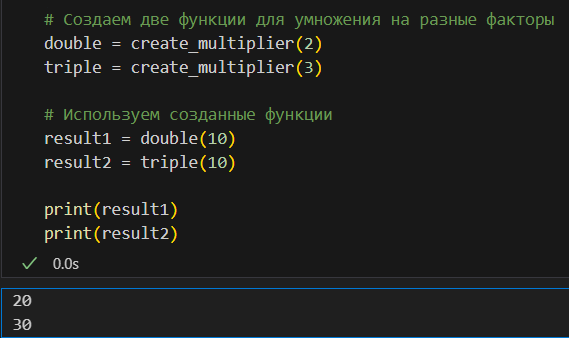 # Создаем две функции для умножения на разные факторы
double = create_multiplier(2)
triple = create_multiplier(3)
# Используем созданные функции
result1 = double(10)
result2 = triple(10)
print(result1)
print(result2)
0.0s
20
30